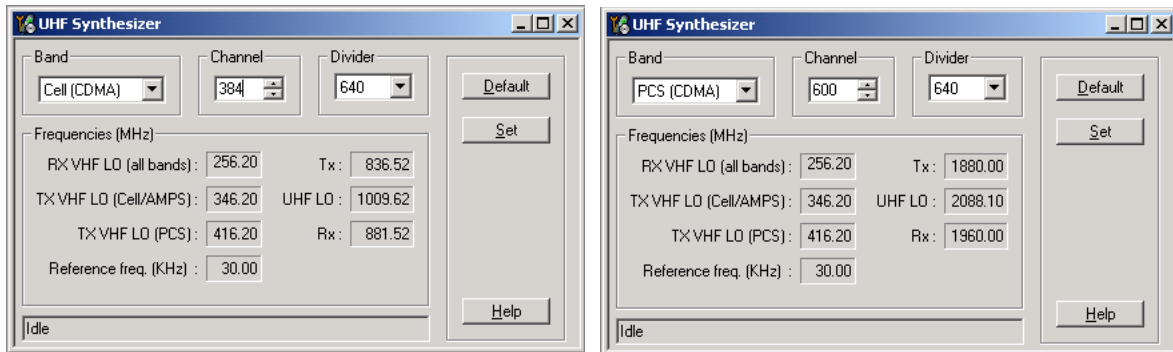 UHF Synthesizer
Band
Channel
Divider
Cell (CDMA)
384
640
Default
Set
Frequencies (MHz)
RX VHF LO (all bands) : 256.20 Tx : 836.52
TX VHF LO (Cell/AMPS) : 346.20 UHF LO : 1009.62
TX VHF LO (PCS) : 416.20 Rx : 881.52
Reference freq. (KHz) : 30.00
Help
Idle
UHF Synthesizer
Band
Channel
Divider
PCS (CDMA)
600
640
Default
Set
Frequencies (MHz)
RX VHF LO (all bands) : 256.20 Tx : 1880.00
TX VHF LO (Cell/AMPS) : 346.20 UHF LO : 2088.10
TX VHF LO (PCS) : 416.20 Rx : 1960.00
Reference freq. (KHz) : 30.00
Help
Idle